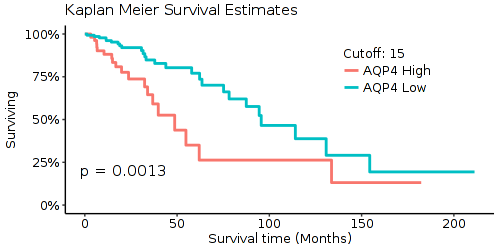 Kaplan Meier Survival Estimates
100%
75%
50%
25%
0%
Surviving
Cutoff: 15
AQP4 High
AQP4 Low
p = 0.0013
0 50 100 150 200
Survival time (Months)